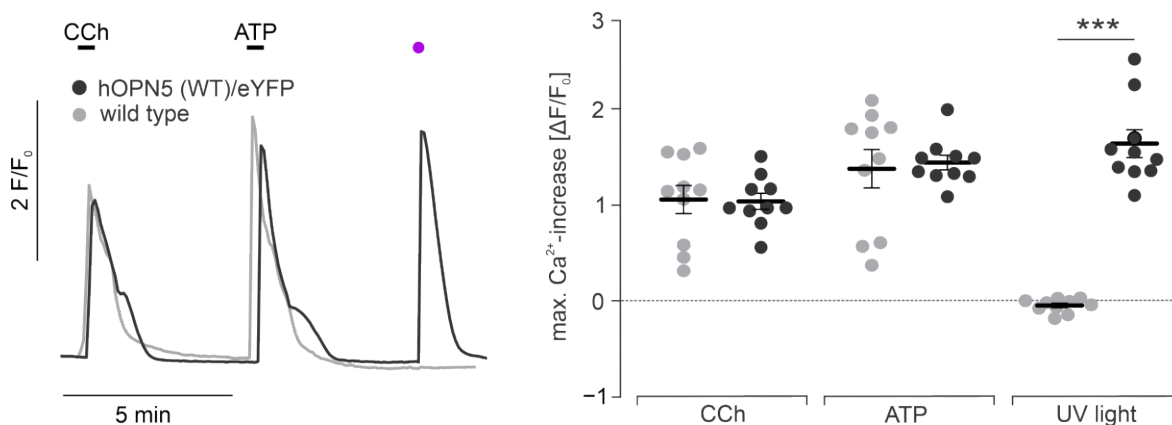 CCh
ATP
hOPN5 (WT)/eYFP
wild type
2 F/F₀
5 min
max. Ca²⁺-increase [ΔF/F₀]
3
2
1
0
−1
***
CCh
ATP
UV light